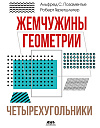 Альфред С. Позаментье
Роберт Геретшлегер
ЖЕМЧУЖИНЫ
ГЕОМЕТРИИ
ЧЕТЫРЕХУГОЛЬНИКИ